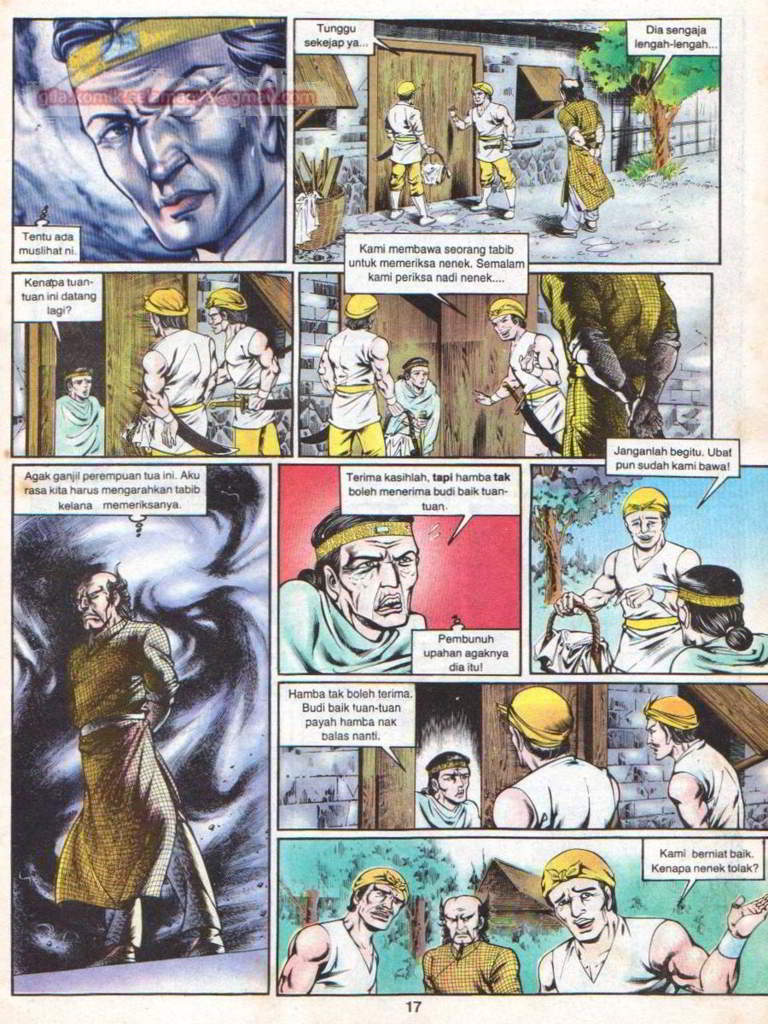 gila.komik.selamanya@gmail.com
Tentu ada
muslihat ni.
Tunggu
sekejap ya...
Dia sengaja
lengah-lengah...
Kenapa tuan-
tuan ini datang
lagi?
Kami membawa seorang tabib
untuk memeriksa nenek. Semalam
kami periksa nadi nenek....
Agak ganjil perempuan tua ini. Aku
rasa kita harus mengarahkan tabib
kelana memeriksanya.
Terima kasihlah, tapi hamba tak
boleh menerima budi baik tuan-
tuan.
Pembunuh
upahan agaknya
dia itu!
Janganlah begitu. Ubat
pun sudah kami bawa!
Hamba tak boleh terima.
Budi baik tuan-tuan
payah hamba nak
balas nanti.
Kami berniat baik.
Kenapa nenek tolak?
17